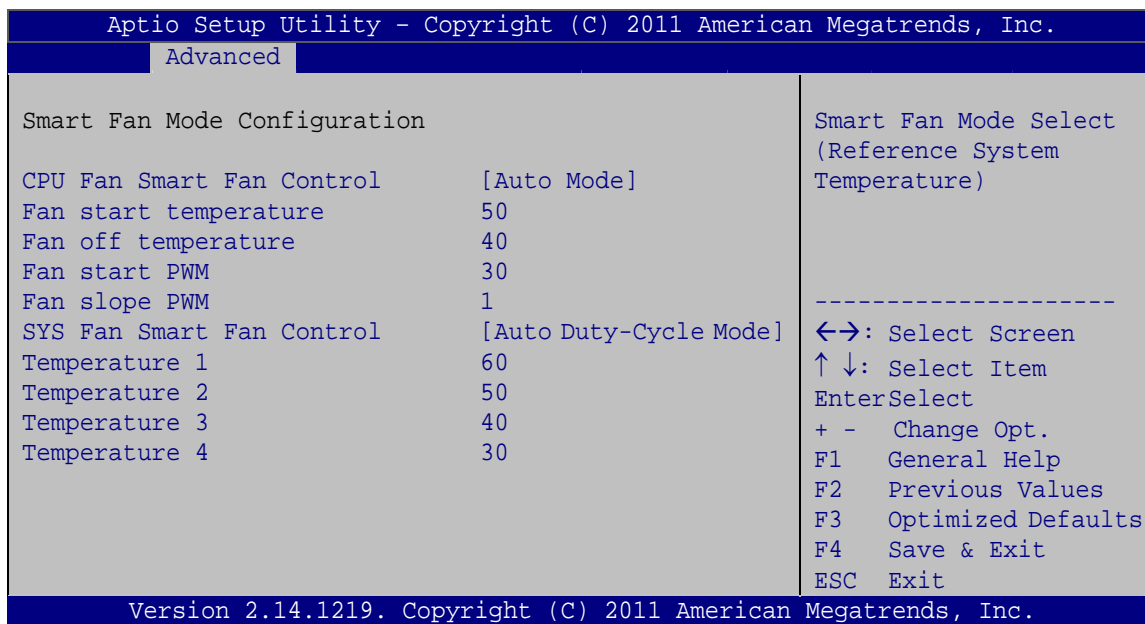 Aptio Setup Utility – Copyright (C) 2011 American Megatrends, Inc.
Advanced
Smart Fan Mode Configuration
CPU Fan Smart Fan Control [Auto Mode]
Fan start temperature 50
Fan off temperature 40
Fan start PWM 30
Fan slope PWM 1
SYS Fan Smart Fan Control [Auto Duty-Cycle Mode]
Temperature 1 60
Temperature 2 50
Temperature 3 40
Temperature 4 30
Smart Fan Mode Select
(Reference System
Temperature)
---------------------
←→: Select Screen
↑ ↓: Select Item
EnterSelect
+ - Change Opt.
F1 General Help
F2 Previous Values
F3 Optimized Defaults
F4 Save & Exit
ESC Exit
Version 2.14.1219. Copyright (C) 2011 American Megatrends, Inc.